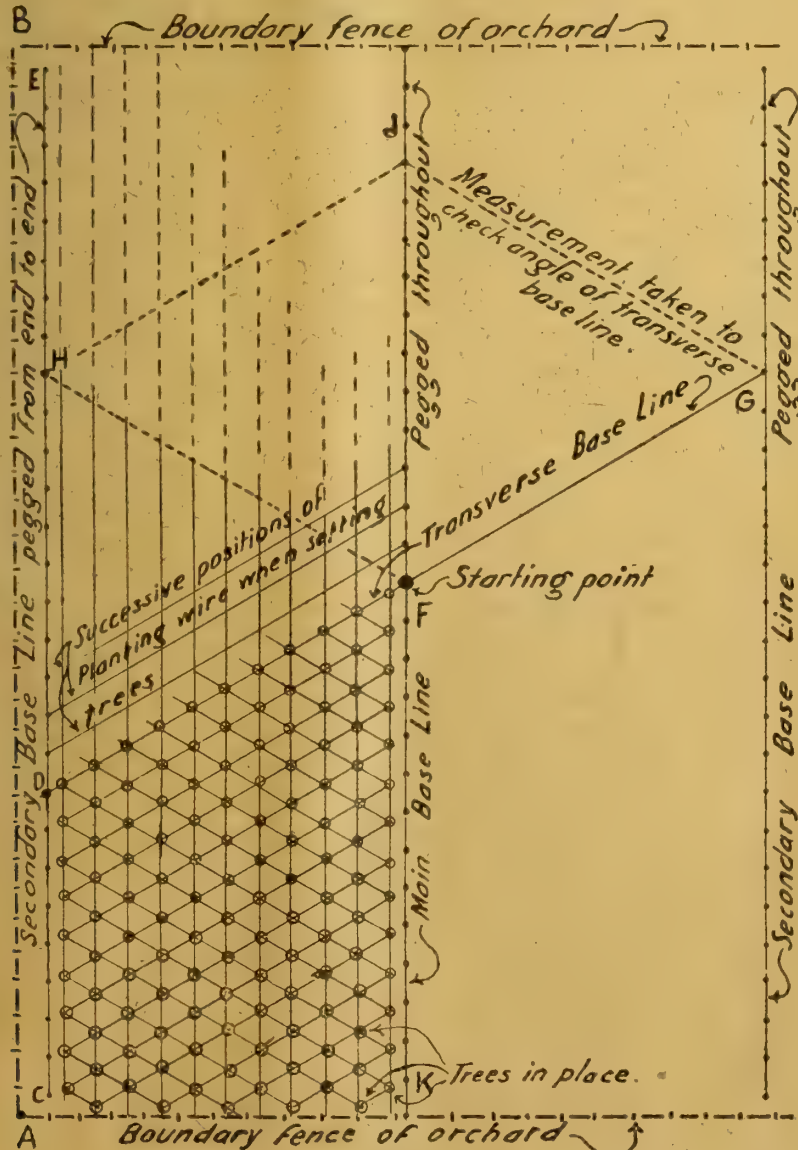 B
Boundary fence of orchard
E
d
Measurement taken to
check angle of transverse
base line.
Pegged throughout
Pegged throughout
H
G
Secondary Base Line pegged from end to end
Transverse Base Line
Successive positions of
Planting wire when setting
trees
Starting point
F
D
Main Base Line
Secondary Base Line
C
K
Trees in place.
A
Boundary fence of orchard